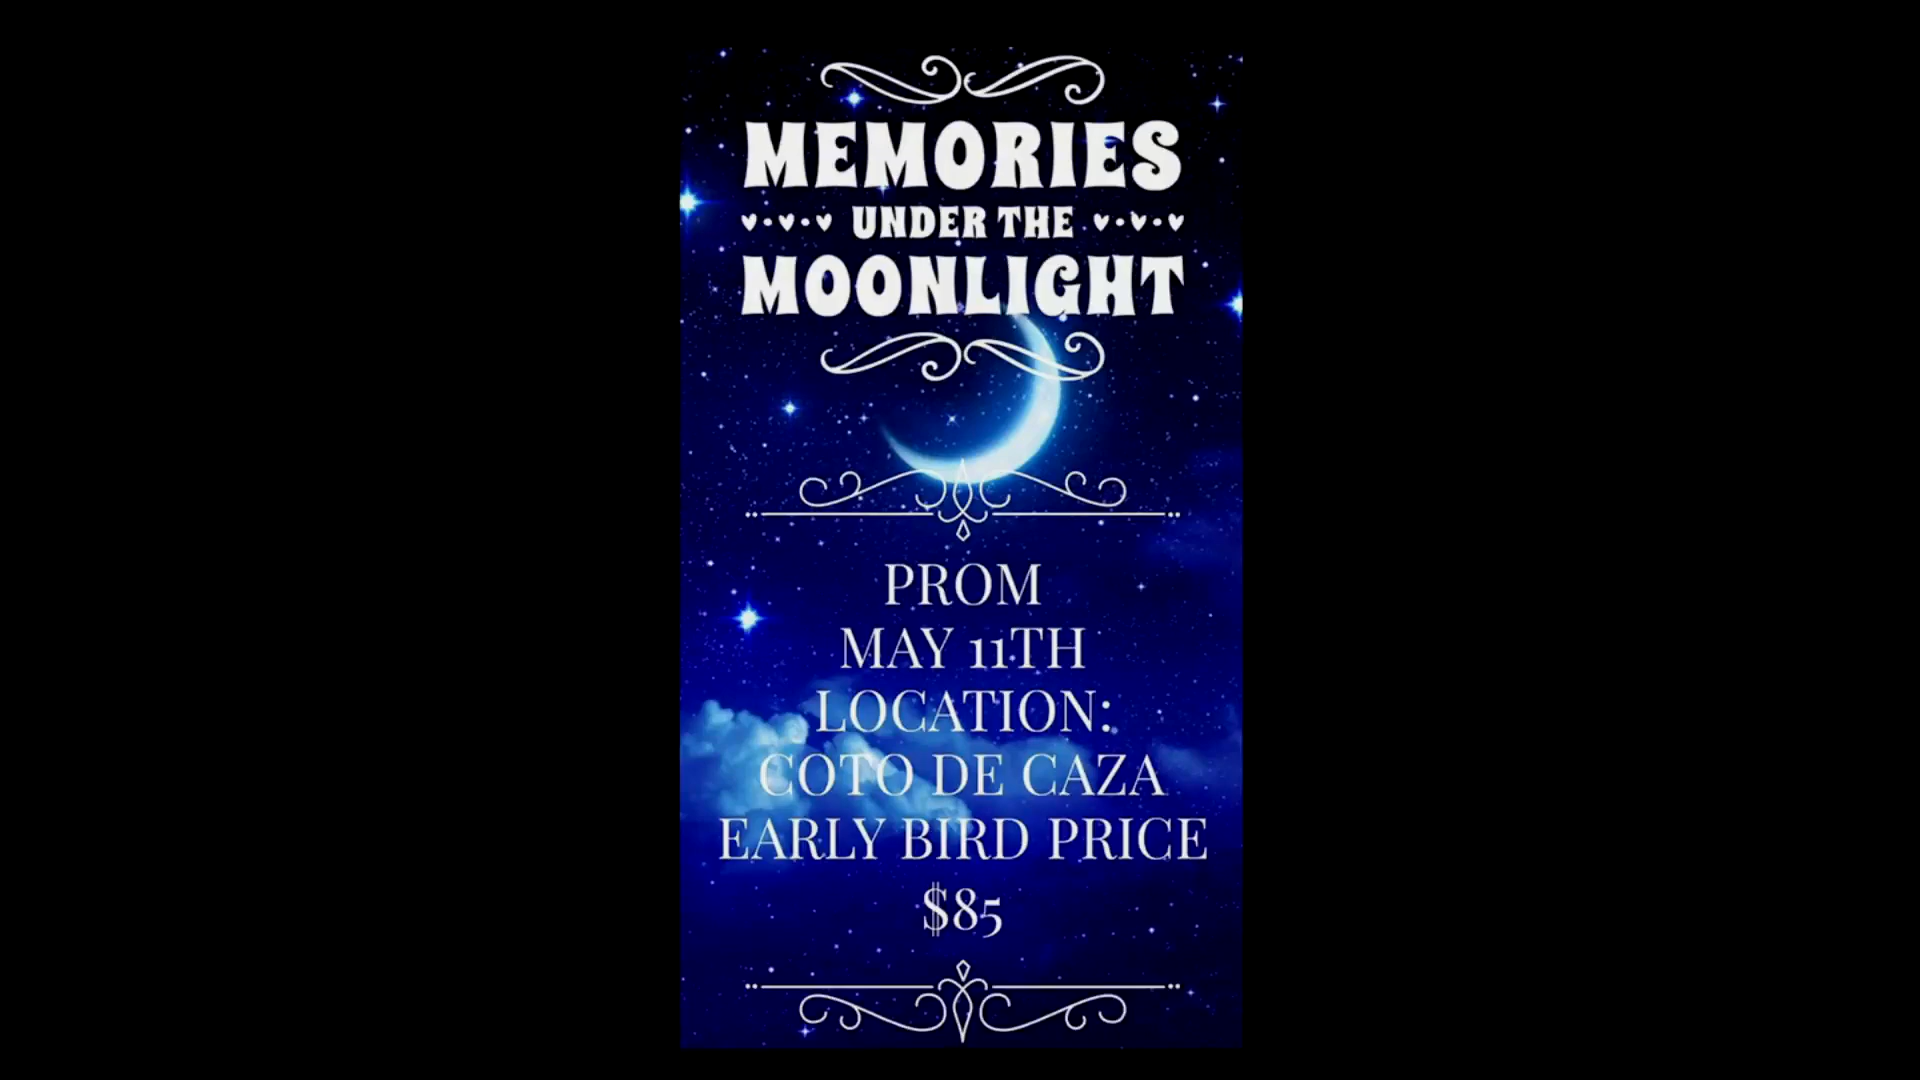 MEMORIES
UNDER THE
MOONLIGHT
PROM
MAY 11TH
LOCATION:
COTO DE CAZA
EARLY BIRD PRICE
$85